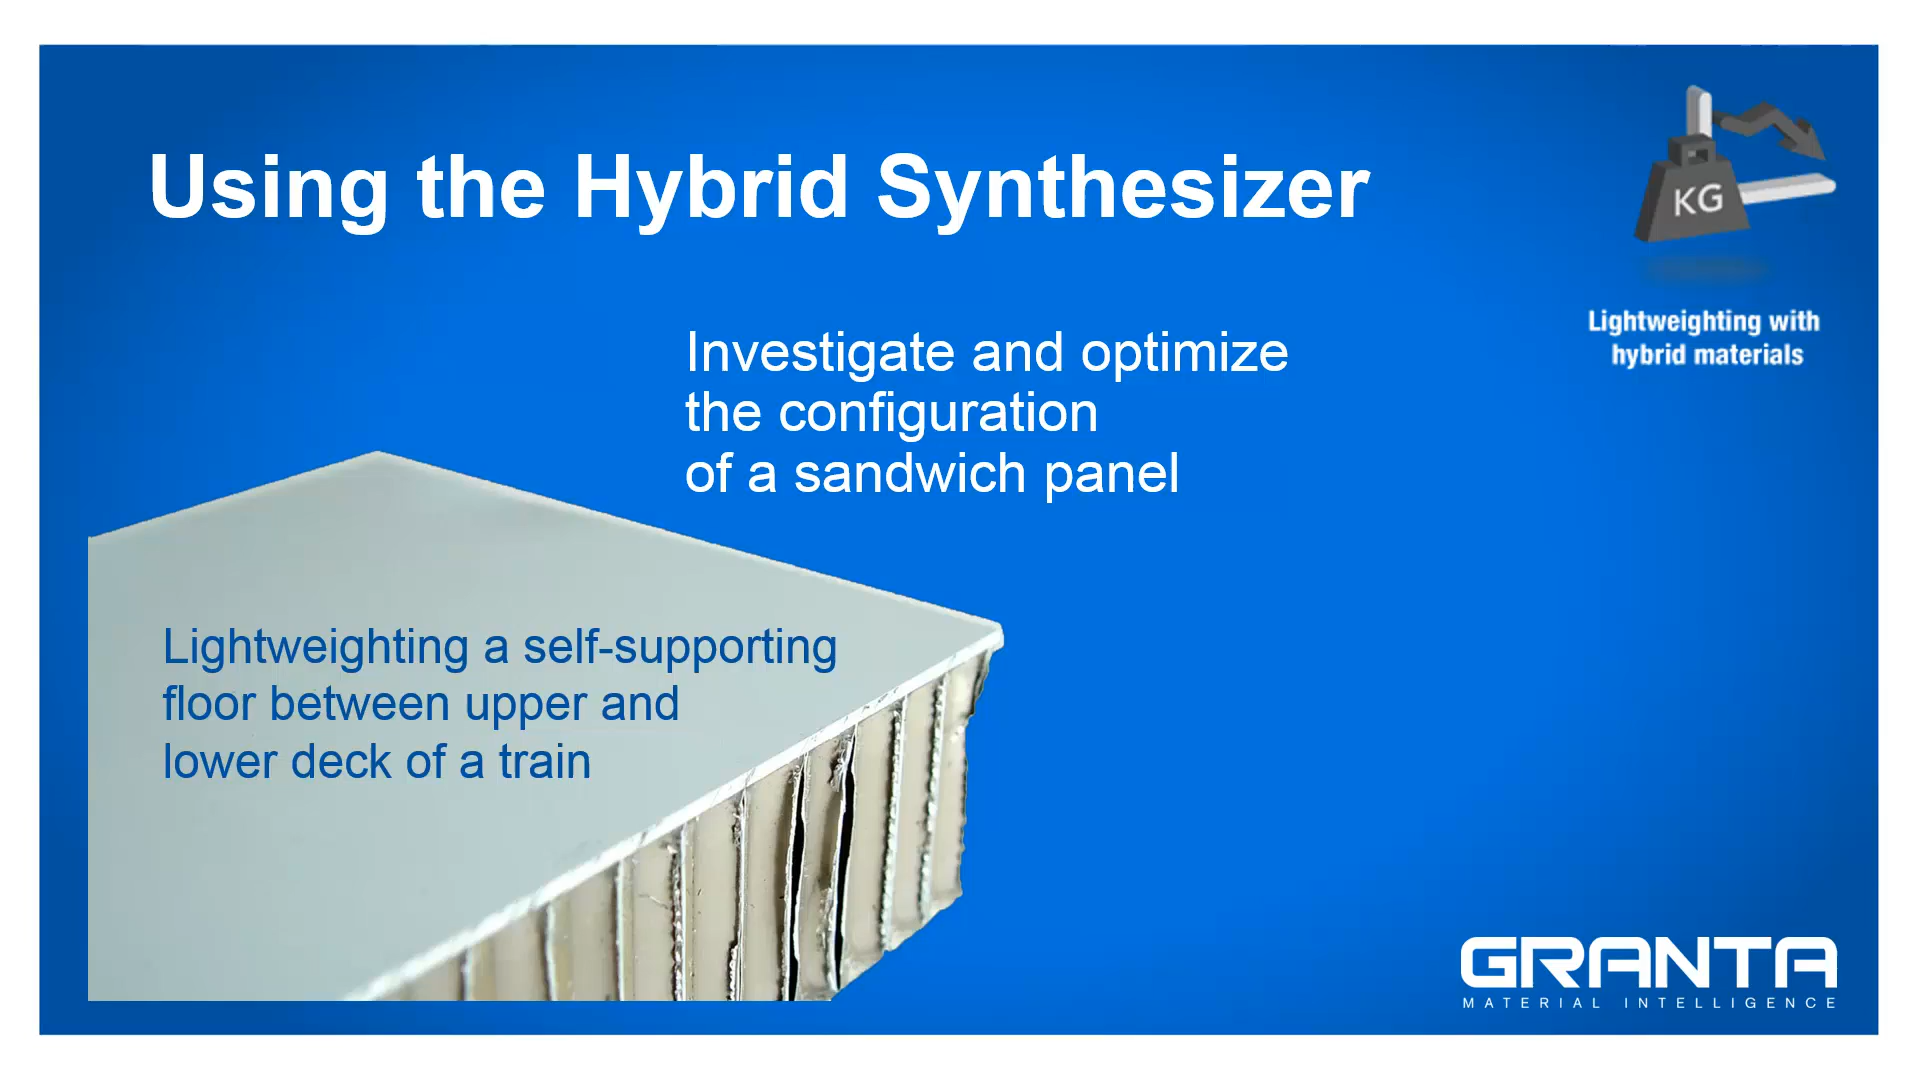 Using the Hybrid Synthesizer
KG
Lightweighting with
hybrid materials
Investigate and optimize
the configuration
of a sandwich panel
Lightweighting a self-supporting
floor between upper and
lower deck of a train
GRANTA
MATERIAL INTELLIGENCE